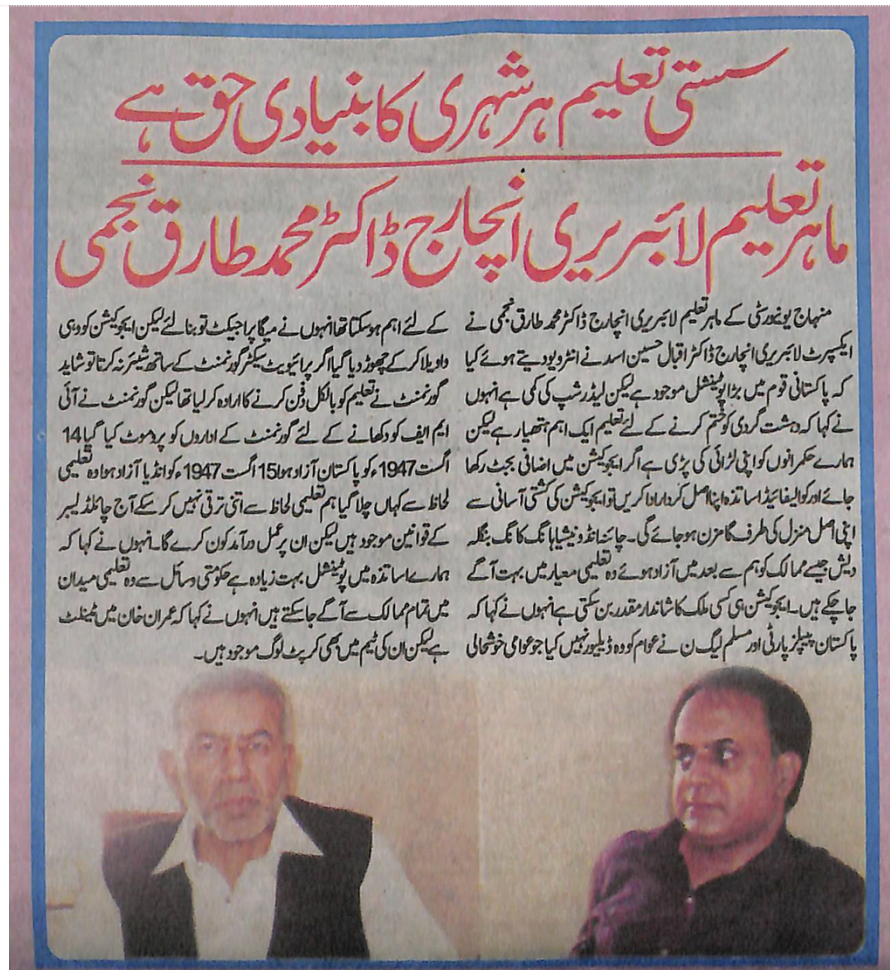 سستی تعلیم ہر شہری کا بنیادی حق ہے
ماہر تعلیم لائبریری انچارج ڈاکٹر محمد طارق نجمی
منہاج یونیورسٹی کے ماہر تعلیم لائبریری انچارج ڈاکٹر محمد طارق نجمی نے
ایکسپرٹ لائبریری انچارج ڈاکٹر اقبال حسین اسد نے انٹرویو دیتے ہوئے کہا
کہ پاکستانی قوم میں بڑا پوٹینشل موجود ہے لیکن لیڈر شپ کی کمی ہے انہوں
نے کہا کہ دہشت گردی کو ختم کرنے کے لئے تعلیم ایک اہم ہتھیار ہے لیکن
ہمارے حکمرانوں کو اپنی لڑائی کی پڑی ہے اگر ایجوکیشن میں اضافی بجٹ رکھا
جائے اور کوالیفائیڈ اساتذہ اپنا اصل کردار ادا کریں تو ایجوکیشن کی کشتی آسانی سے
اپنی اصل منزل کی طرف گامزن ہو جائے گی۔ چائنا انڈونیشیا ہانگ کانگ بنگلہ
دیش جیسے ممالک کو ہم سے بعد میں آزاد ہوئے وہ تعلیمی معیار میں بہت آگے
جا چکے ہیں۔ ایجوکیشن ہی کسی ملک کا شاندار مقدر بن سکتی ہے انہوں نے کہا کہ
پاکستان پیپلز پارٹی اور مسلم لیگ ن نے عوام کو وہ ڈیلیور نہیں کیا جو عوامی خوشحالی
کے لئے اہم ہو سکتا تھا انہوں نے میگا پراجیکٹ تو بنا لئے لیکن ایجوکیشن کو وہی
واویلا کر کے چھوڑ دیا گیا اگر پرائیویٹ سیکٹر گورنمنٹ کے ساتھ شیئر نہ کرتا تو شاید
گورنمنٹ نے تعلیم کو بالکل دفن کرنے کا ارادہ کر لیا تھا لیکن گورنمنٹ نے آئی
ایم ایف کو دکھانے کے لئے گورنمنٹ کے اداروں کو پروموٹ کیا گیا 14
اگست 1947ء کو پاکستان آزاد ہوا 15 اگست 1947ء کو انڈیا آزاد ہوا وہ تعلیمی
لحاظ سے کہاں چلا گیا ہم تعلیمی لحاظ سے اتنی ترقی نہیں کر سکے آج چائلڈ لیبر
کے قوانین موجود ہیں لیکن ان پر عمل درآمد کون کرے گا۔ انہوں نے کہا کہ
ہمارے اساتذہ میں پوٹینشل بہت زیادہ ہے حکومتی وسائل سے وہ تعلیمی میدان
میں تمام ممالک سے آگے جا سکتے ہیں انہوں نے کہا کہ عمران خان میں ٹیلنٹ
ہے لیکن ان کی ٹیم میں بھی کرپٹ لوگ موجود ہیں۔